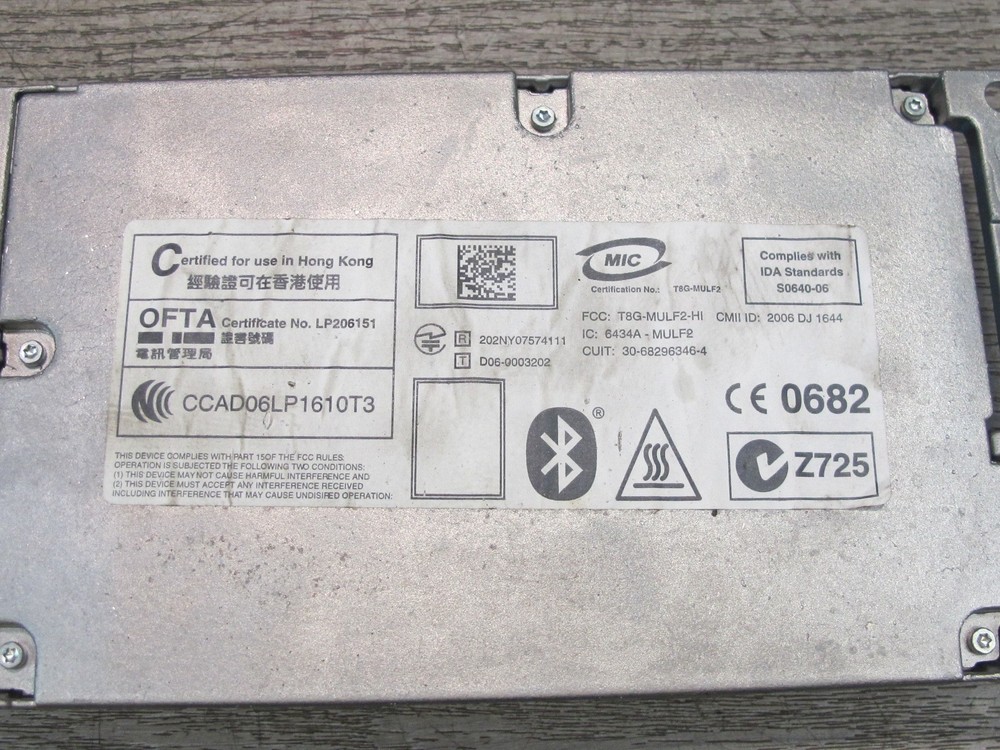 Certified for use in Hong Kong
經驗證可在香港使用
OFTA Certificate No. LP206151
證書號碼
電訊管理局
CCAD06LP1610T3
THIS DEVICE COMPLIES WITH PART 15OF THE FCC RULES:
OPERATION IS SUBJECTED THE FOLLOWING TWO CONDITIONS:
(1) THIS DEVICE MAY NOT CAUSE HARMFUL INTERFERENCE AND
(2) THIS DEVICE MUST ACCEPT ANY INTERFERENCE RECEIVED
INCLUDING INTERFERENCE THAT MAY CAUSE UNDISIRED OPERATION:
R 202NY07574111
T D06-0003202
MIC
Certification No.: T8G-MULF2
Complies with
IDA Standards
S0640-06
FCC: T8G-MULF2-HI CMII ID: 2006 DJ 1644
IC: 6434A - MULF2
CUIT: 30-68296346-4
®
CE 0682
Z725